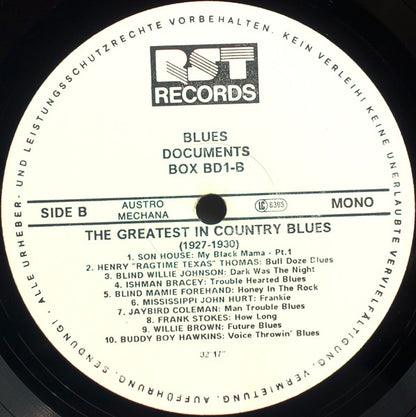 ALLE URHEBER- UND LEISTUNGSSCHUTZRECHTE VORBEHALTEN. KEIN VERLEIH! KEINE UNERLAUBTE VERVIELFÄLTIGUNG, VERMIETUNG, AUFFÜHRUNG, SENDUNG!
RST
RECORDS
BLUES
DOCUMENTS
BOX BD1-B
SIDE B
AUSTRO
MECHANA
LC 8365
MONO
THE GREATEST IN COUNTRY BLUES
(1927-1930)
1. SON HOUSE: My Black Mama - Pt.1
2. HENRY "RAGTIME TEXAS" THOMAS: Bull Doze Blues
3. BLIND WILLIE JOHNSON: Dark Was The Night
4. ISHMAN BRACEY: Trouble Hearted Blues
5. BLIND MAMIE FOREHAND: Honey In The Rock
6. MISSISSIPPI JOHN HURT: Frankie
7. JAYBIRD COLEMAN: Man Trouble Blues
8. FRANK STOKES: How Long
9. WILLIE BROWN: Future Blues
10. BUDDY BOY HAWKINS: Voice Throwin' Blues
32'17"